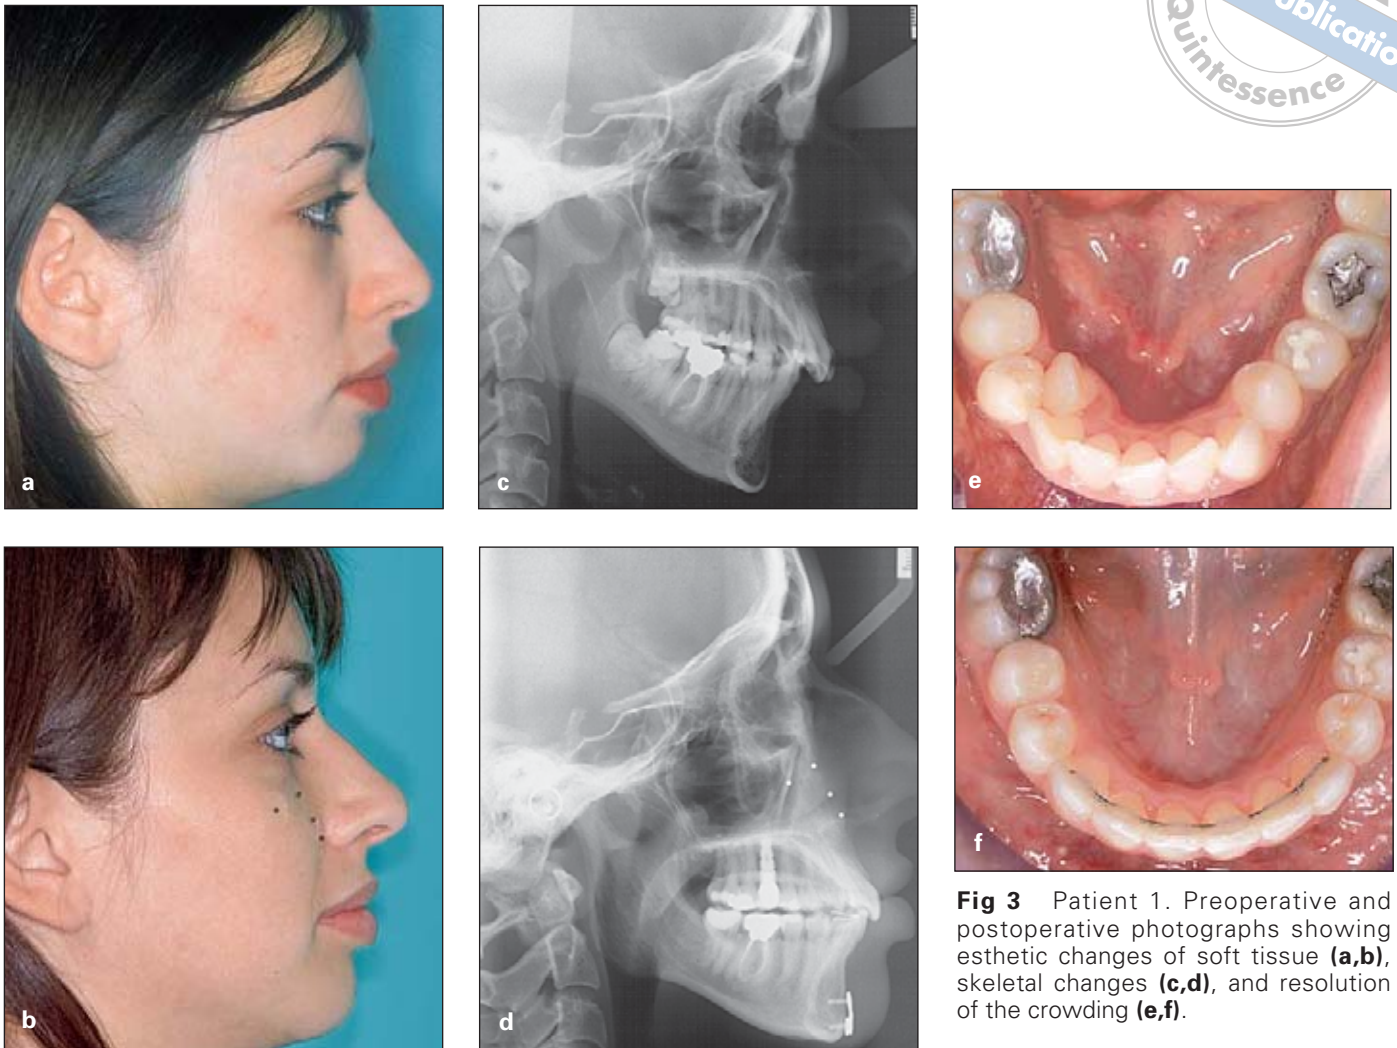 Quintessence
a
c
e
b
d
f
Fig 3 Patient 1. Preoperative and
postoperative photographs showing
esthetic changes of soft tissue (a,b),
skeletal changes (c,d), and resolution
of the crowding (e,f).